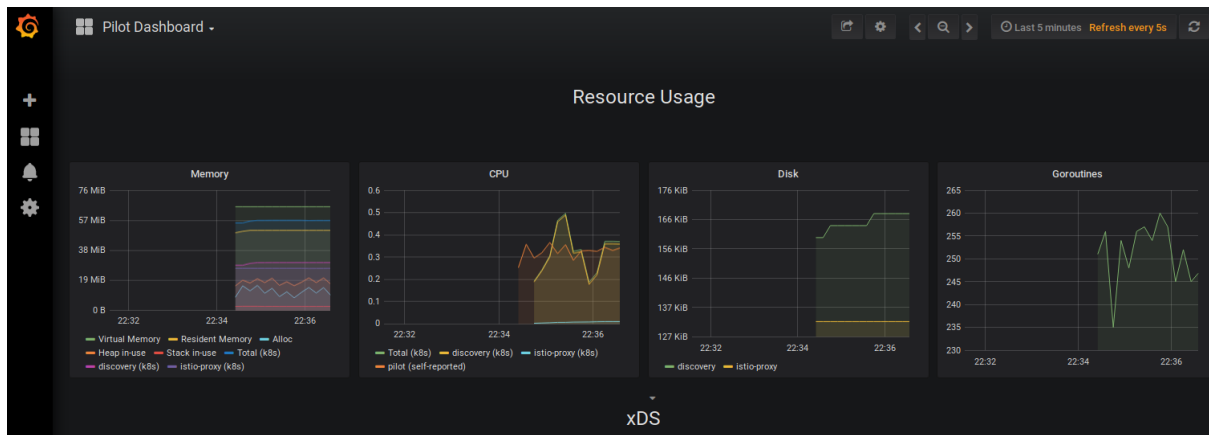 Pilot Dashboard
Last 5 minutes Refresh every 5s
Resource Usage
Memory
76 MiB
57 MiB
38 MiB
19 MiB
0 B
22:32 22:34 22:36
Virtual Memory Resident Memory Alloc
Heap in-use Stack in-use Total (k8s)
discovery (k8s) istio-proxy (k8s)
CPU
0.6
0.5
0.4
0.3
0.2
0.1
0
22:32 22:34 22:36
Total (k8s) discovery (k8s) istio-proxy (k8s)
pilot (self-reported)
Disk
176 KiB
166 KiB
156 KiB
146 KiB
137 KiB
127 KiB
22:32 22:34 22:36
discovery istio-proxy
Goroutines
265
260
255
250
245
240
235
230
22:32 22:34 22:36
xDS